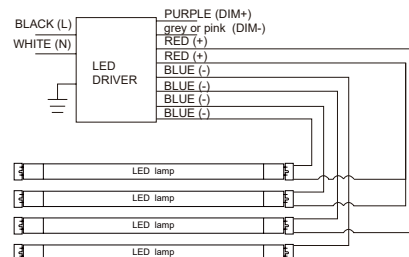 PURPLE (DIM+)
BLACK (L)
grey or pink (DIM-)
WHITE (N)
RED (+)
RED (+)
LED
DRIVER
BLUE (-)
BLUE (-)
BLUE (-)
BLUE (-)
LED lamp
LED lamp
LED lamp
LED lamp